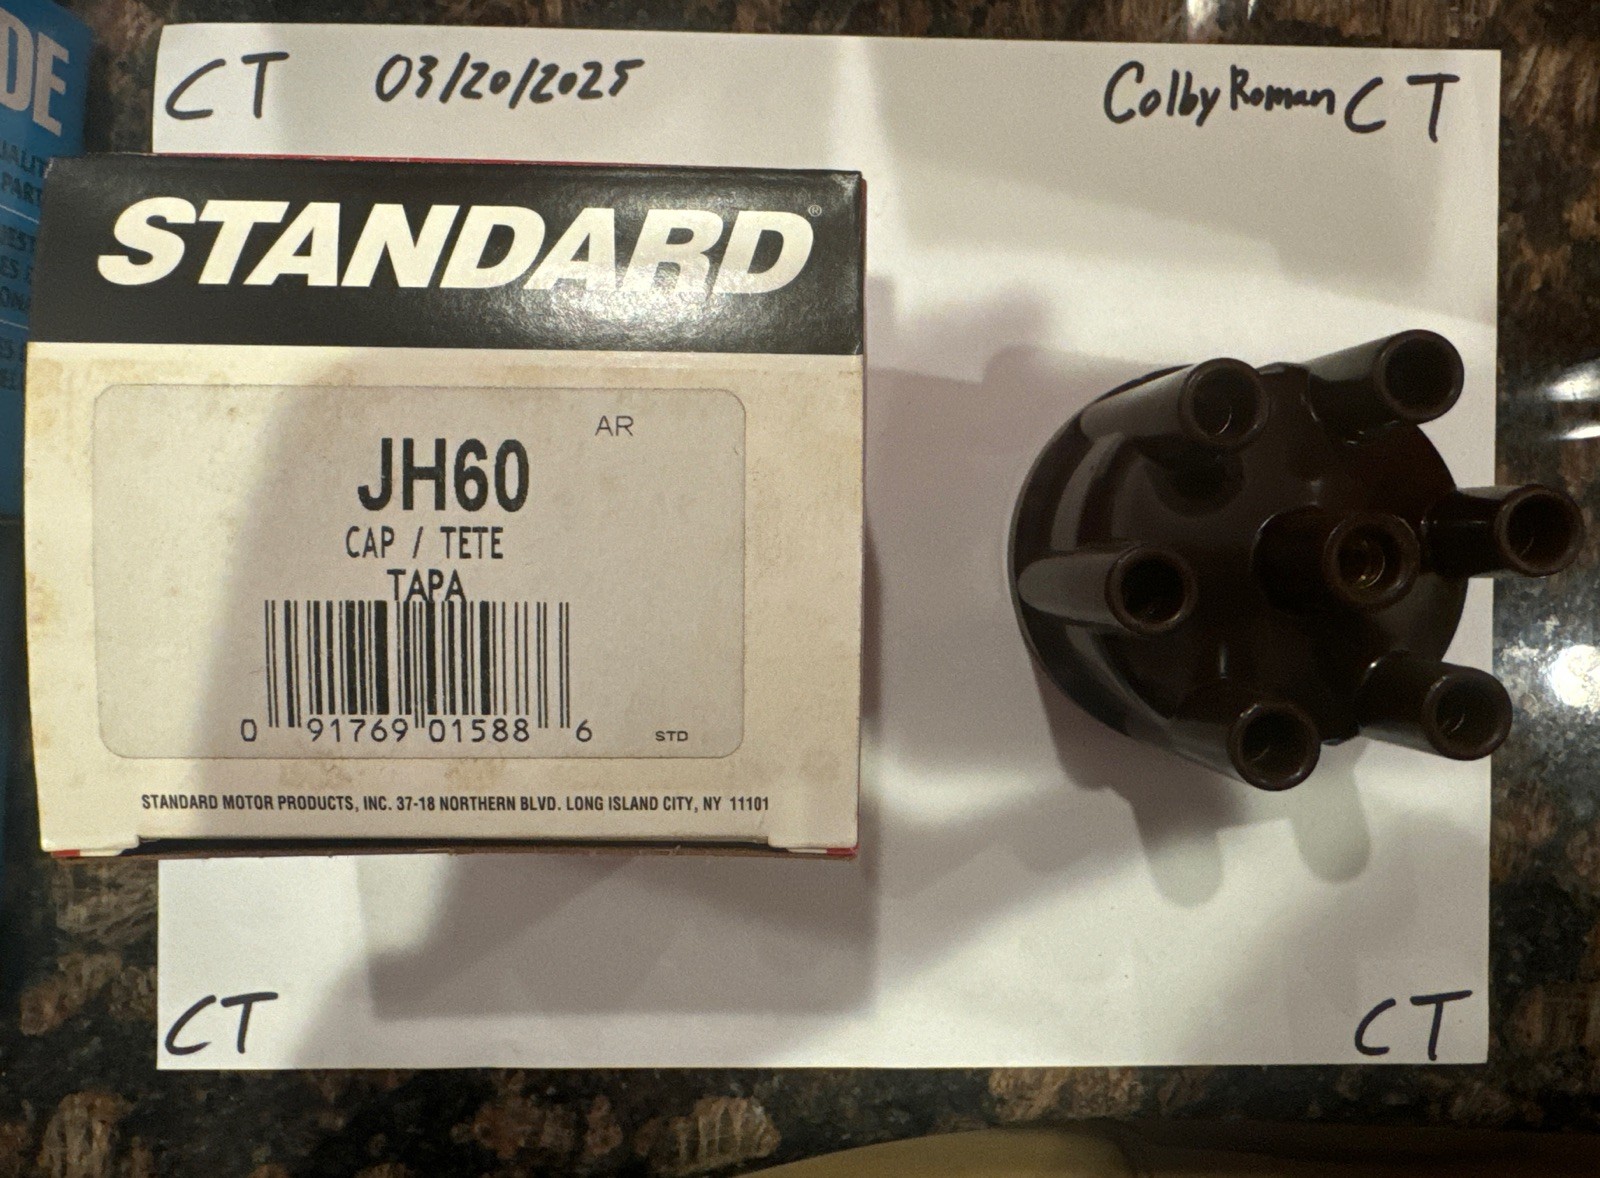 CT 03/20/2025 Colby Roman CT
DE
STANDARD®
AR
JH60
CAP / TETE
TAPA
0 91769 01588 6
STD
STANDARD MOTOR PRODUCTS, INC. 37-18 NORTHERN BLVD. LONG ISLAND CITY, NY 11101
CT CT